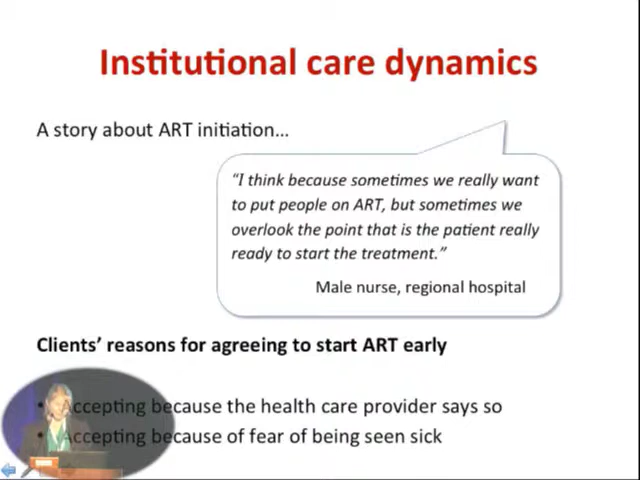 Institutional care dynamics
A story about ART initiation...
“I think because sometimes we really want
to put people on ART, but sometimes we
overlook the point that is the patient really
ready to start the treatment.”
Male nurse, regional hospital
Clients’ reasons for agreeing to start ART early
• Accepting because the health care provider says so
• Accepting because of fear of being seen sick